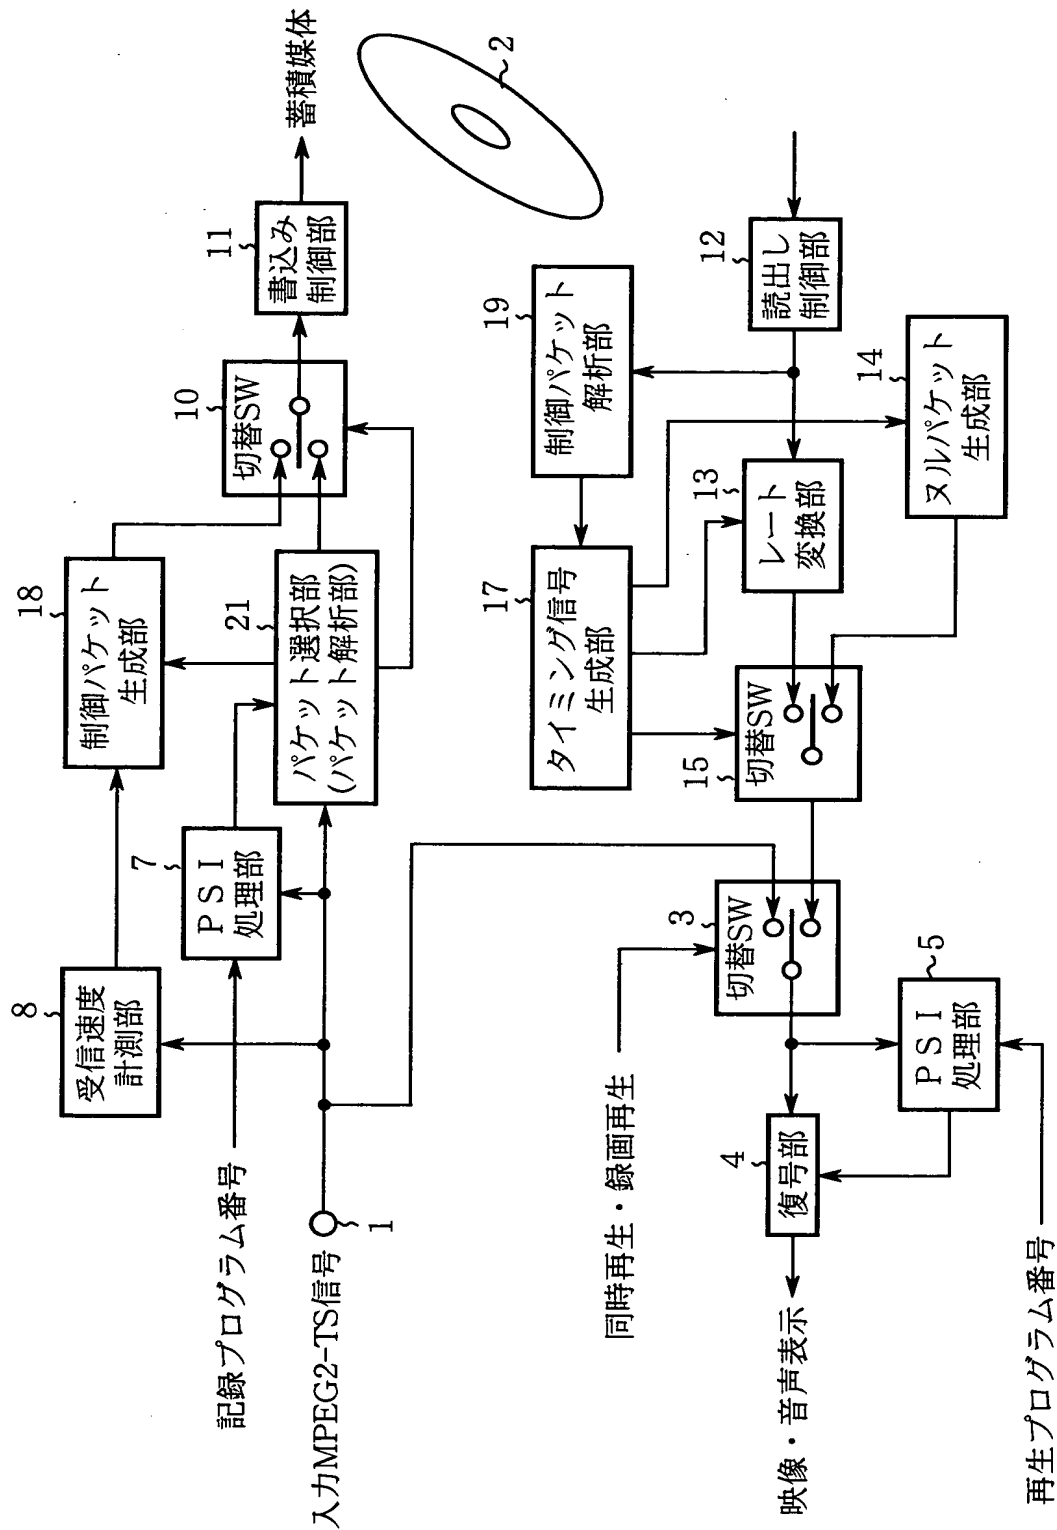 記録プログラム番号
入力MPEG2-TS信号
1
8
受信速度
計測部
7
PSI
処理部
18
制御パケット
生成部
21
パケット選択部
(パケット解析部)
10
切替SW
11
書込み
制御部
蓄積媒体
2
同時再生・録画再生
映像・音声表示
再生プログラム番号
4
復号部
5
PSI
処理部
3
切替SW
15
切替SW
17
タイミング信号
生成部
19
制御パケット
解析部
13
レート
変換部
12
読出し
制御部
14
ヌルパケット
生成部